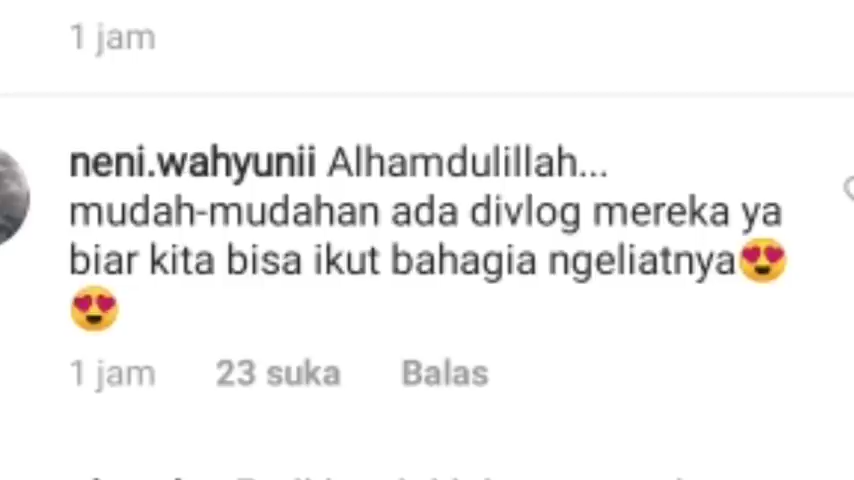 1 jam
neni.wahyunii Alhamdulillah...
mudah-mudahan ada divlog mereka ya
biar kita bisa ikut bahagia ngeliatnya😍
😍
1 jam 23 suka Balas